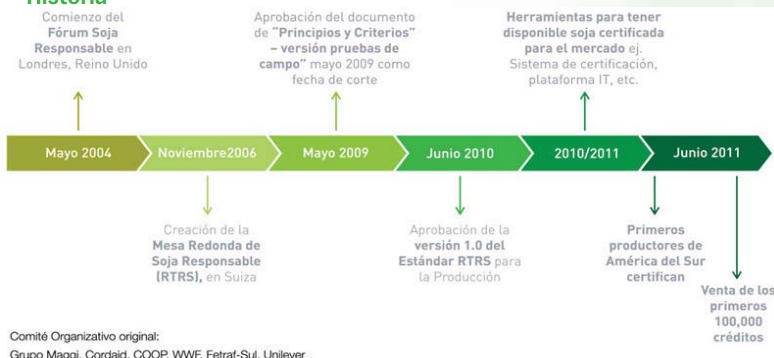 Historia
Comienzo del
Fórum Soja
Responsable en
Londres, Reino Unido
Aprobación del documento
de "Principios y Criterios"
– versión pruebas de
campo" mayo 2009 como
fecha de corte
Herramientas para tener
disponible soja certificada
para el mercado ej.
Sistema de certificación,
plataforma IT, etc.
Mayo 2004
Noviembre2006
Mayo 2009
Junio 2010
2010/2011
Junio 2011
Creación de la
Mesa Redonda de
Soja Responsable
(RTRS), en Suiza
Aprobación de la
versión 1.0 del
Estándar RTRS para
la Producción
Primeros
productores de
América del Sur
certifican
Venta de los
primeros
100,000
créditos
Comité Organizativo original:
Grupo Maggi, Cordaid, COOP, WWF, Fetraf-Sul, Unilever